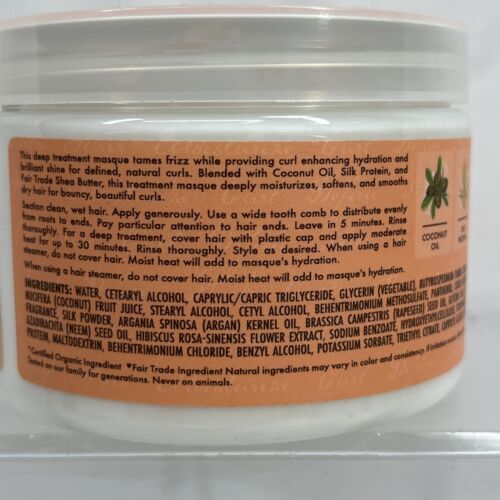 This deep treatment masque tames frizz while providing curl enhancing hydration and
brilliant shine for defined, natural curls. Blended with Coconut Oil, Silk Protein, and
Fair Trade Shea Butter, this treatment masque deeply moisturizes, softens, and smooths
dry hair for bouncy, beautiful curls.
Section clean, wet hair. Apply generously. Use a wide tooth comb to distribute evenly
from roots to ends. Pay particular attention to hair ends. Leave in 5 minutes. Rinse
thoroughly. For a deep treatment, cover hair with plastic cap and apply moderate
heat for up to 30 minutes. Rinse thoroughly. Style as desired. When using a hair
steamer, do not cover hair. Moist heat will add to masque's hydration.
When using a hair steamer, do not cover hair. Moist heat will add to masque's hydration.
INGREDIENTS: WATER, CETEARYL ALCOHOL, CAPRYLIC/CAPRIC TRIGLYCERIDE, GLYCERIN (VEGETABLE), BUTYROSPERMUM
NUCIFERA (COCONUT) FRUIT JUICE, STEARYL ALCOHOL, CETYL ALCOHOL, BEHENTRIMONIUM METHOSULFATE, PANTHENOL,
FRAGRANCE, SILK POWDER, ARGANIA SPINOSA (ARGAN) KERNEL OIL, BRASSICA CAMPESTRIS (RAPESEED) SEED OIL,
AZADIRACHTA (NEEM) SEED OIL, HIBISCUS ROSA-SINENSIS FLOWER EXTRACT, SODIUM BENZOATE,
PROTEIN, MALTODEXTRIN, BEHENTRIMONIUM CHLORIDE, BENZYL ALCOHOL, POTASSIUM SORBATE, TRIETHYL CITRATE,
*Certified Organic Ingredient ♥Fair Trade Ingredient Natural ingredients may vary in color and consistency.
Tested on our family for generations. Never on animals.
COCONUT
OIL